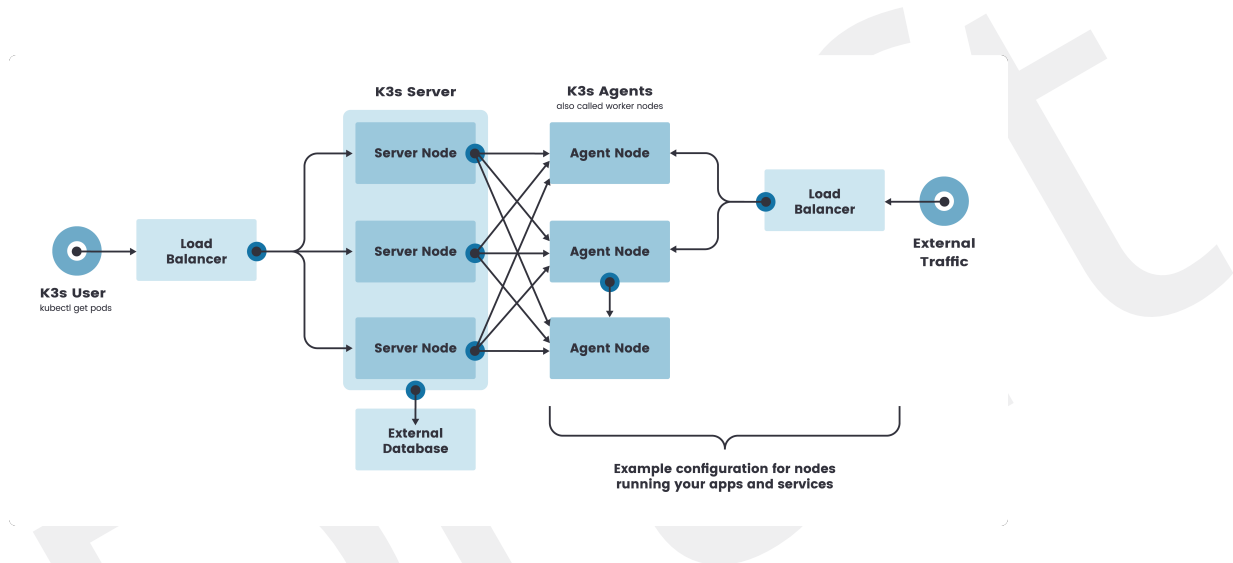 K3s Server
K3s Agents
also called worker nodes
Server Node
Agent Node
Load
Balancer
External
Traffic
Load
Balancer
K3s User
kubectl get pods
Server Node
Agent Node
Server Node
Agent Node
External
Database
Example configuration for nodes
running your apps and services